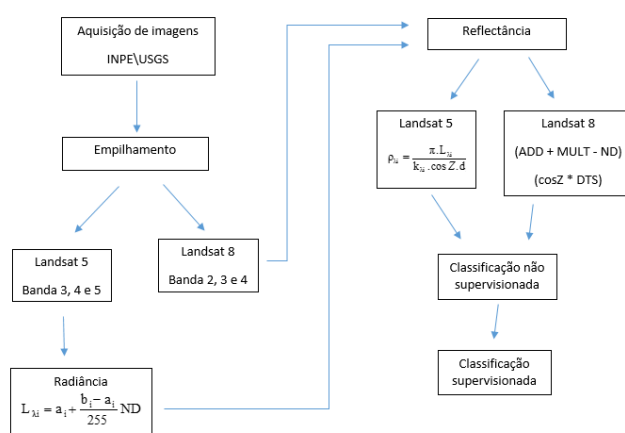 Aquisição de imagens
INPE\USGS
Empilhamento
Landsat 5
Banda 3, 4 e 5
Landsat 8
Banda 2, 3 e 4
Radiância
L_λi = a_i + (b_i − a_i)/255 ND
Reflectância
Landsat 5
ρ_λi = π.L_λi / k_λi.cosZ.d
Landsat 8
(ADD + MULT - ND)
(cosZ * DTS)
Classificação não
supervisionada
Classificação
supervisionada